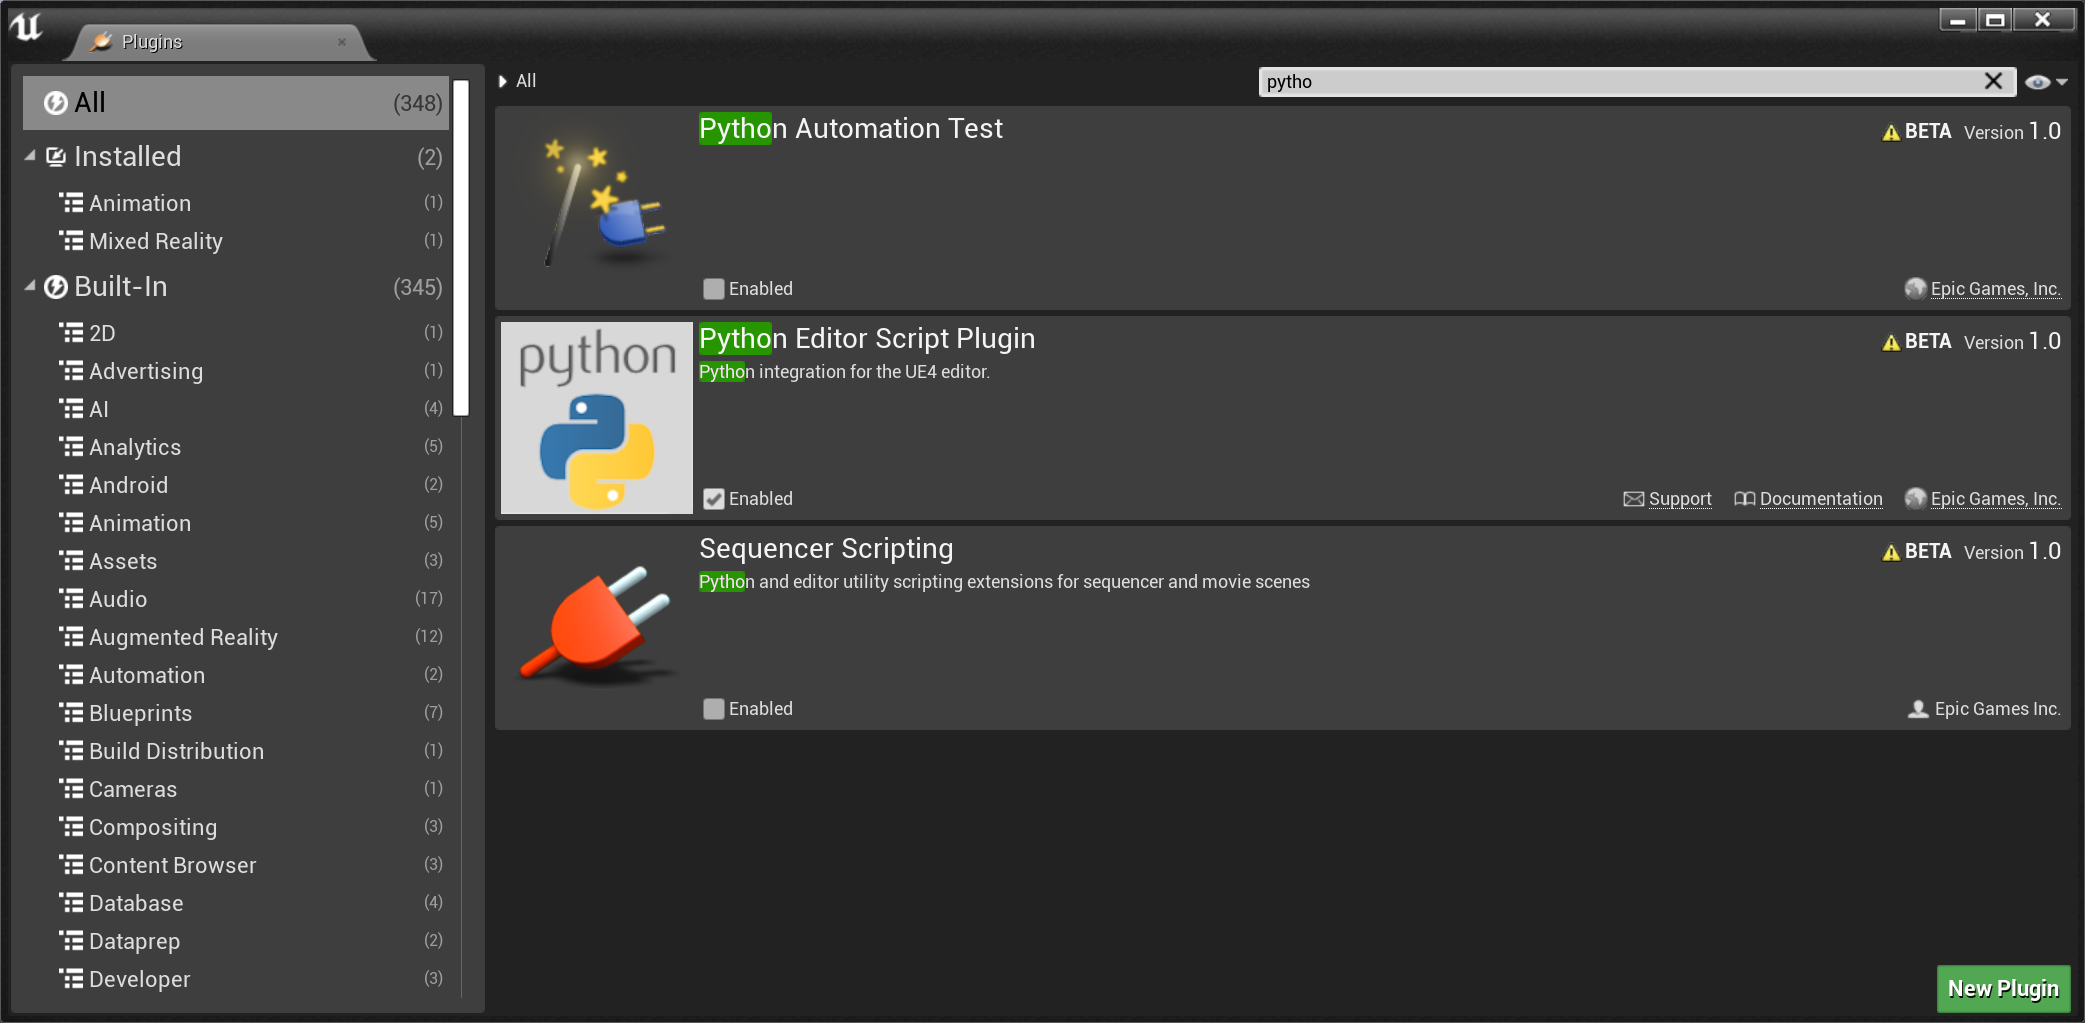 Plugins
All (348)
Installed (2)
Animation (1)
Mixed Reality (1)
Built-In (345)
2D (1)
Advertising (1)
AI (4)
Analytics (5)
Android (2)
Animation (5)
Assets (3)
Audio (17)
Augmented Reality (12)
Automation (2)
Blueprints (7)
Build Distribution (1)
Cameras (1)
Compositing (3)
Content Browser (3)
Database (4)
Dataprep (2)
Developer (3)
All
pytho
Python Automation Test
BETA Version 1.0
Enabled
Epic Games, Inc.
python
Python Editor Script Plugin
BETA Version 1.0
Python integration for the UE4 editor.
Enabled
Support Documentation Epic Games, Inc.
Sequencer Scripting
BETA Version 1.0
Python and editor utility scripting extensions for sequencer and movie scenes
Enabled
Epic Games Inc.
New Plugin